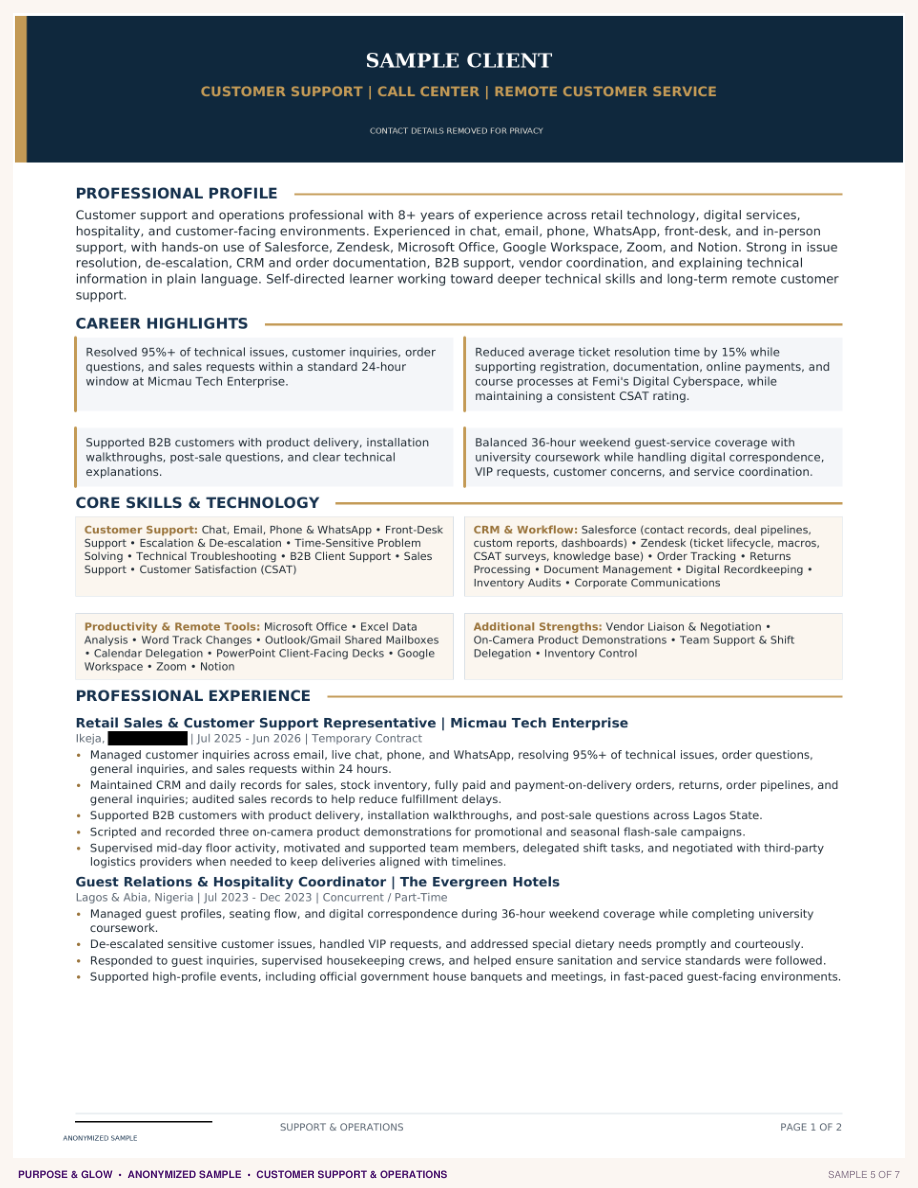 SAMPLE CLIENT
CUSTOMER SUPPORT | CALL CENTER | REMOTE CUSTOMER SERVICE
CONTACT DETAILS REMOVED FOR PRIVACY
PROFESSIONAL PROFILE
Customer support and operations professional with 8+ years of experience across retail technology, digital services,
hospitality, and customer-facing environments. Experienced in chat, email, phone, WhatsApp, front-desk, and in-person
support, with hands-on use of Salesforce, Zendesk, Microsoft Office, Google Workspace, Zoom, and Notion. Strong in issue
resolution, de-escalation, CRM and order documentation, B2B support, vendor coordination, and explaining technical
information in plain language. Self-directed learner working toward deeper technical skills and long-term remote customer
support.
CAREER HIGHLIGHTS
Resolved 95%+ of technical issues, customer inquiries, order
questions, and sales requests within a standard 24-hour
window at Micmau Tech Enterprise.
Reduced average ticket resolution time by 15% while
supporting registration, documentation, online payments, and
course processes at Femi's Digital Cyberspace, while
maintaining a consistent CSAT rating.
Supported B2B customers with product delivery, installation
walkthroughs, post-sale questions, and clear technical
explanations.
Balanced 36-hour weekend guest-service coverage with
university coursework while handling digital correspondence,
VIP requests, customer concerns, and service coordination.
CORE SKILLS & TECHNOLOGY
Customer Support: Chat, Email, Phone & WhatsApp • Front-Desk
Support • Escalation & De-escalation • Time-Sensitive Problem
Solving • Technical Troubleshooting • B2B Client Support • Sales
Support • Customer Satisfaction (CSAT)
CRM & Workflow: Salesforce (contact records, deal pipelines,
custom reports, dashboards) • Zendesk (ticket lifecycle, macros,
CSAT surveys, knowledge base) • Order Tracking • Returns
Processing • Document Management • Digital Recordkeeping •
Inventory Audits • Corporate Communications
Productivity & Remote Tools: Microsoft Office • Excel Data
Analysis • Word Track Changes • Outlook/Gmail Shared Mailboxes
• Calendar Delegation • PowerPoint Client-Facing Decks • Google
Workspace • Zoom • Notion
Additional Strengths: Vendor Liaison & Negotiation •
On-Camera Product Demonstrations • Team Support & Shift
Delegation • Inventory Control
PROFESSIONAL EXPERIENCE
Retail Sales & Customer Support Representative | Micmau Tech Enterprise
Ikeja, | Jul 2025 - Jun 2026 | Temporary Contract
• Managed customer inquiries across email, live chat, phone, and WhatsApp, resolving 95%+ of technical issues, order questions,
general inquiries, and sales requests within 24 hours.
• Maintained CRM and daily records for sales, stock inventory, fully paid and payment-on-delivery orders, returns, order pipelines, and
general inquiries; audited sales records to help reduce fulfillment delays.
• Supported B2B customers with product delivery, installation walkthroughs, and post-sale questions across Lagos State.
• Scripted and recorded three on-camera product demonstrations for promotional and seasonal flash-sale campaigns.
• Supervised mid-day floor activity, motivated and supported team members, delegated shift tasks, and negotiated with third-party
logistics providers when needed to keep deliveries aligned with timelines.
Guest Relations & Hospitality Coordinator | The Evergreen Hotels
Lagos & Abia, Nigeria | Jul 2023 - Dec 2023 | Concurrent / Part-Time
• Managed guest profiles, seating flow, and digital correspondence during 36-hour weekend coverage while completing university
coursework.
• De-escalated sensitive customer issues, handled VIP requests, and addressed special dietary needs promptly and courteously.
• Responded to guest inquiries, supervised housekeeping crews, and helped ensure sanitation and service standards were followed.
• Supported high-profile events, including official government house banquets and meetings, in fast-paced guest-facing environments.
SUPPORT & OPERATIONS
PAGE 1 OF 2
ANONYMIZED SAMPLE
PURPOSE & GLOW • ANONYMIZED SAMPLE • CUSTOMER SUPPORT & OPERATIONS
SAMPLE 5 OF 7